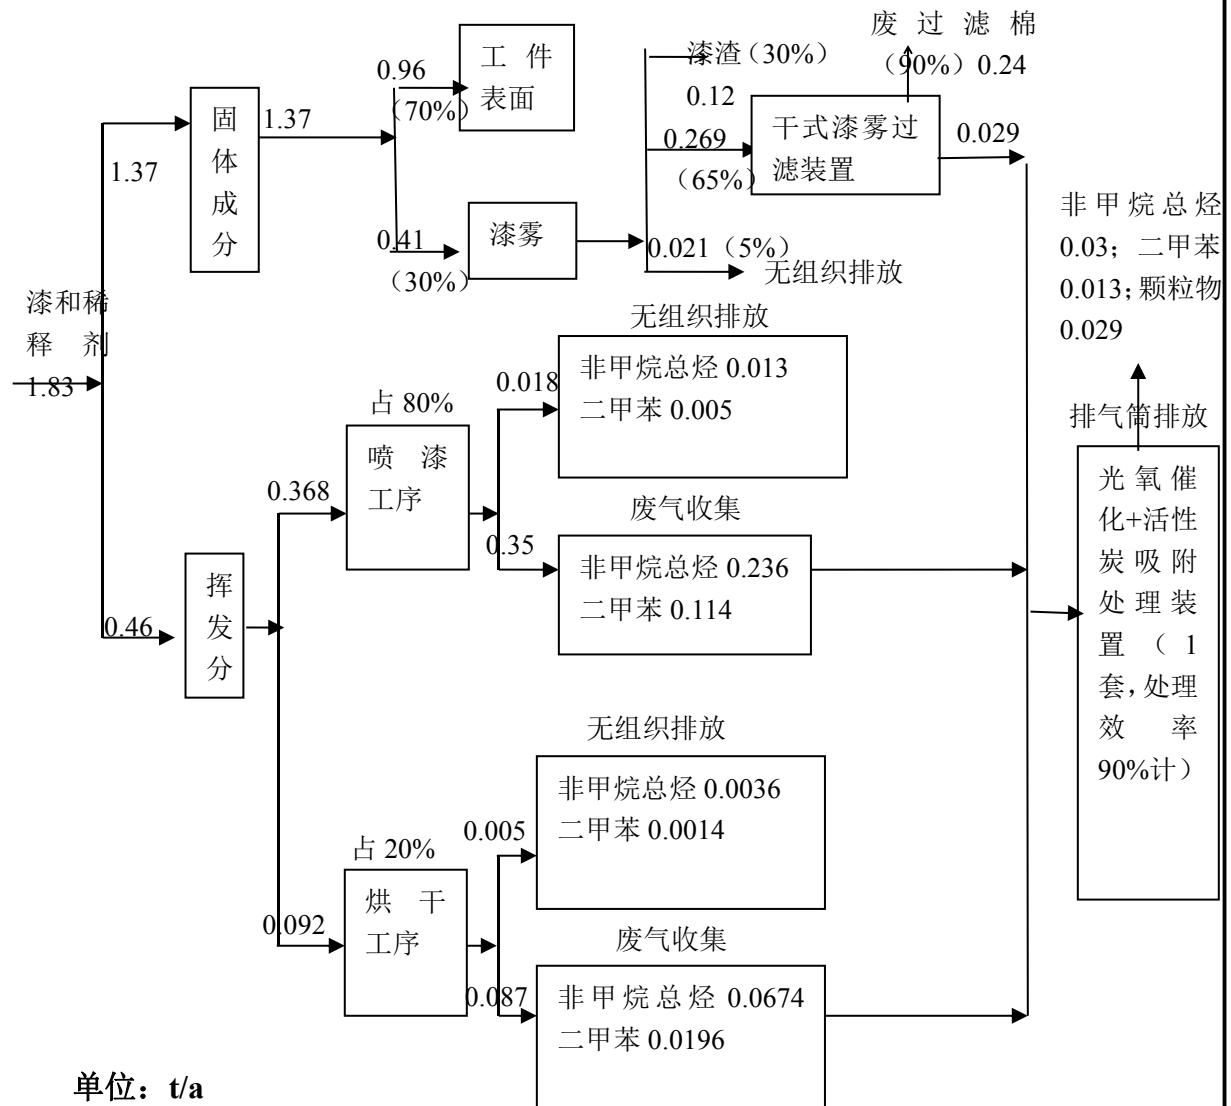 废过滤棉
（90%）0.24
漆渣（30%）
0.12
工件
表面
0.96
（70%）
固
体
成
分
1.37
1.37
干式漆雾过
滤装置
0.029
0.269
（65%）
漆雾
0.41
（30%）
0.021（5%）
无组织排放
非甲烷总烃
0.03；二甲苯
0.013；颗粒物
0.029
漆和稀
释剂
1.83
无组织排放
非甲烷总烃 0.013
二甲苯 0.005
0.018
占 80%
喷漆
工序
0.368
废气收集
0.35
非甲烷总烃 0.236
二甲苯 0.114
排气筒排放
光氧催
化+活性
炭吸附
处理装
置（1
套，处理
效率
90%计）
挥
发
分
0.46
无组织排放
非甲烷总烃 0.0036
二甲苯 0.0014
0.005
占 20%
烘干
工序
0.092
废气收集
0.087
非甲烷总烃 0.0674
二甲苯 0.0196
单位：t/a